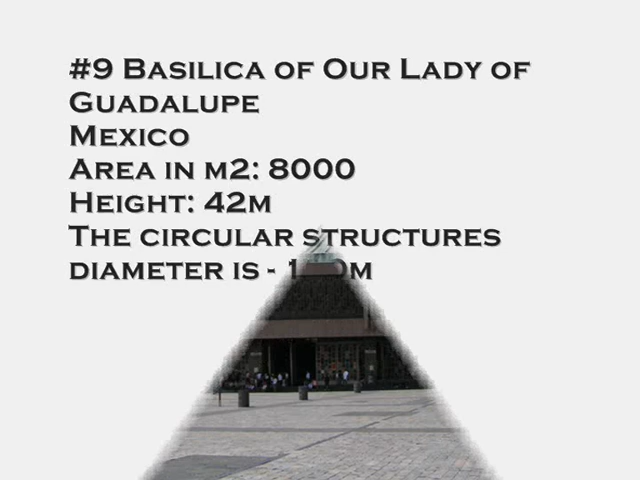 #9 Basilica of Our Lady of
Guadalupe
Mexico
Area in m2: 8000
Height: 42m
The circular structures
diameter is -